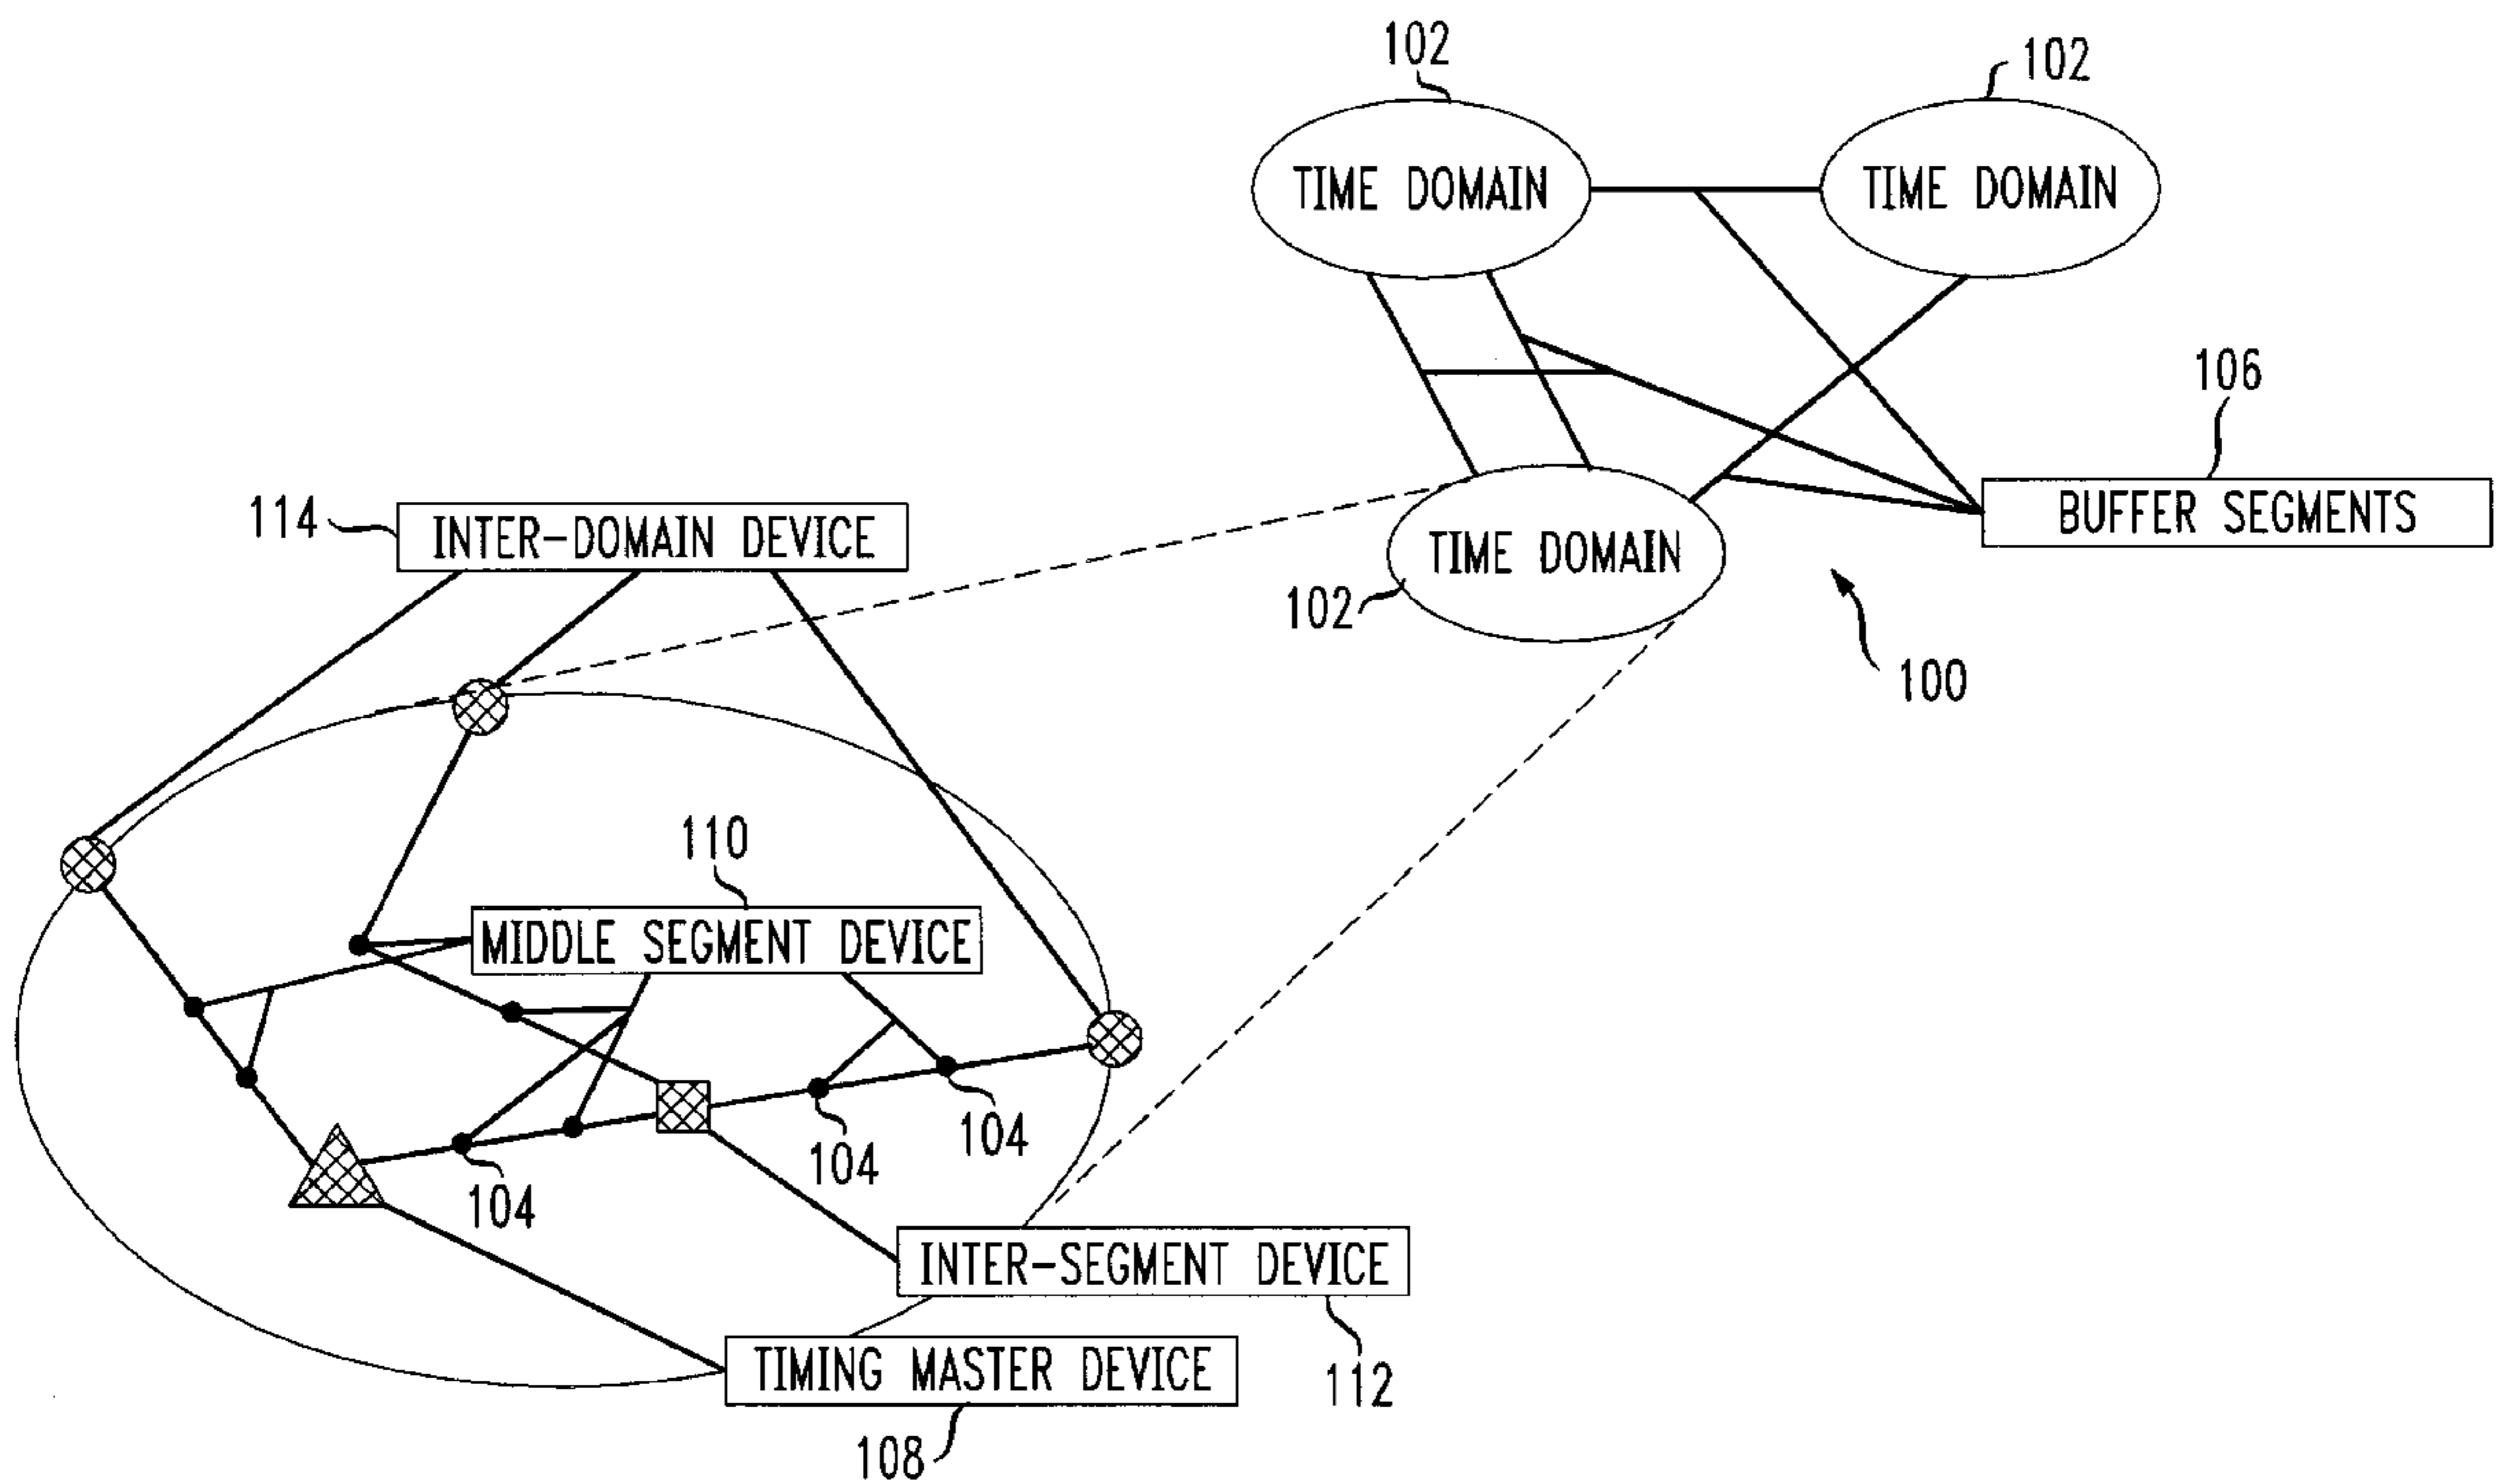 102
102
TIME DOMAIN
TIME DOMAIN
106
BUFFER SEGMENTS
114
INTER-DOMAIN DEVICE
TIME DOMAIN
102
100
110
MIDDLE SEGMENT DEVICE
104
104
104
INTER-SEGMENT DEVICE
112
TIMING MASTER DEVICE
108